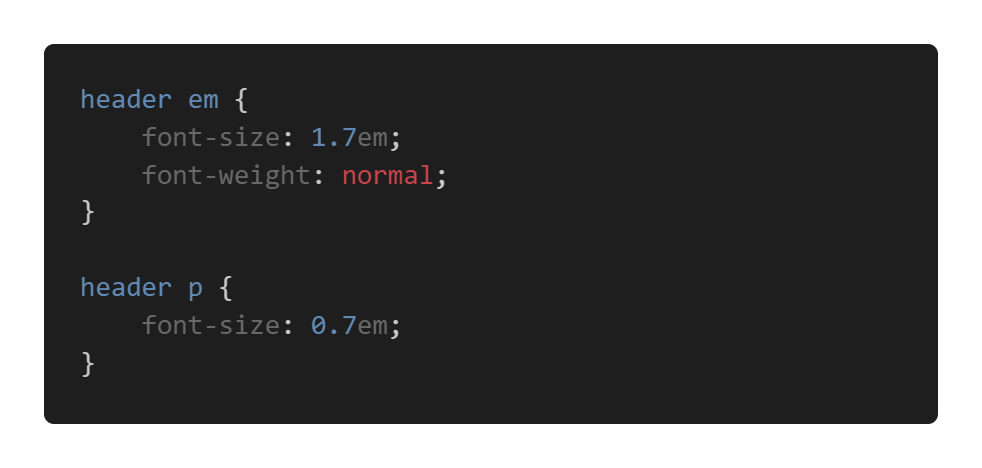 header em {
    font-size: 1.7em;
    font-weight: normal;
}

header p {
    font-size: 0.7em;
}